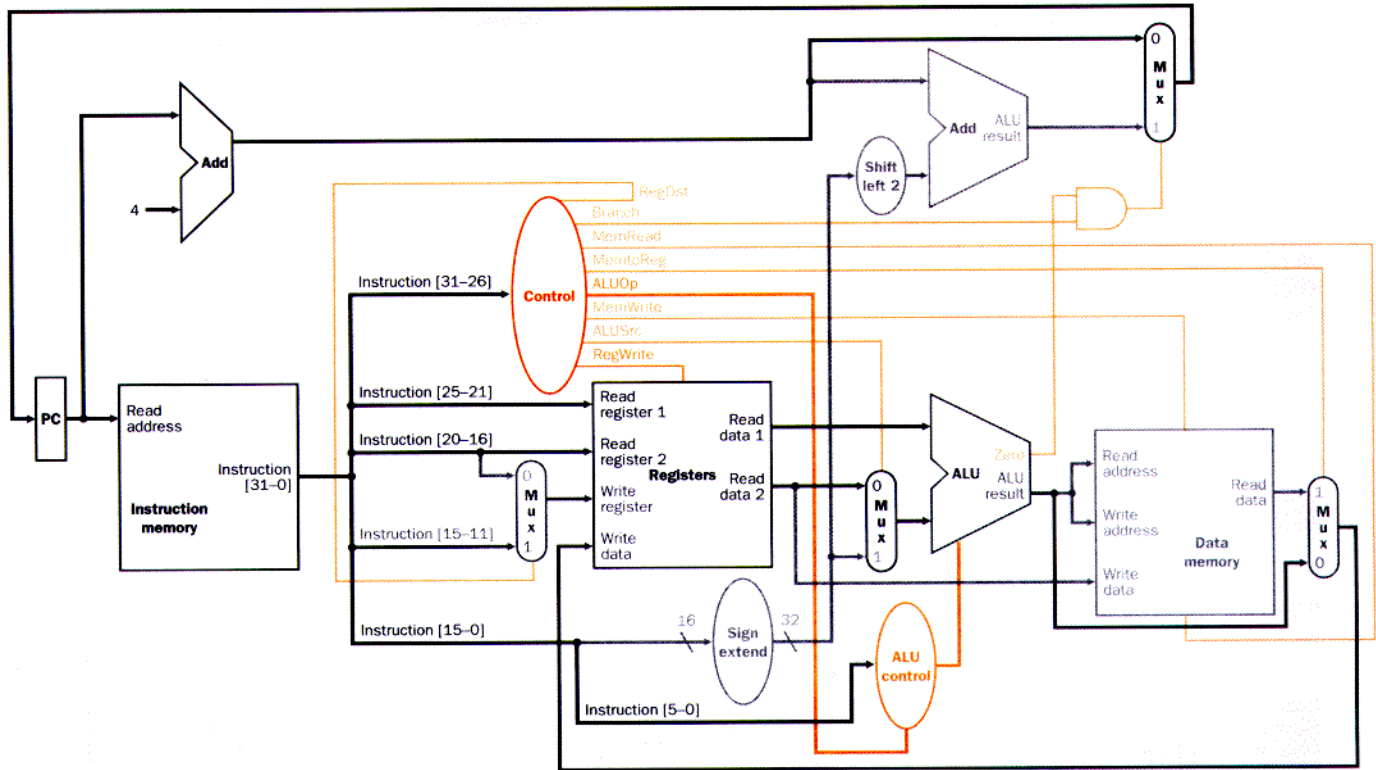 0
M
u
x
1
Add
ALU
result
Shift
left 2
Add
4
RegDst
Branch
MemRead
MemtoReg
ALUOp
MemWrite
ALUSrc
RegWrite
Control
Instruction [31–26]
Instruction [25–21]
Instruction [20–16]
Instruction [15–11]
Instruction [15–0]
Instruction [5–0]
PC
Read
address
Instruction
[31–0]
Instruction
memory
0
M
u
x
1
Read
register 1
Read
register 2
Write
register
Write
data
Registers
Read
data 1
Read
data 2
0
M
u
x
1
Zero
ALU
ALU
result
Read
address
Write
address
Write
data
Read
data
Data
memory
1
M
u
x
0
16
Sign
extend
32
ALU
control